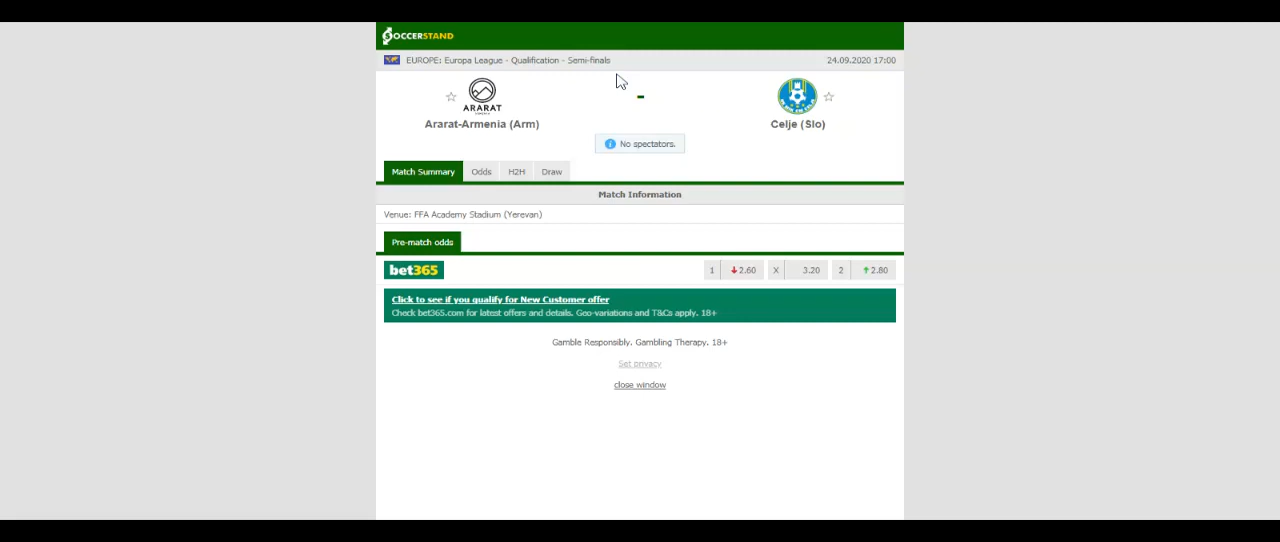 SOCCERSTAND
EUROPE: Europa League - Qualification - Semi-finals 24.09.2020 17:00
ARARAT
Ararat-Armenia (Arm) - Celje (Slo)
No spectators.
Match Summary Odds H2H Draw
Match Information
Venue: FFA Academy Stadium (Yerevan)
Pre-match odds
bet365 1 2.60 X 3.20 2 2.80
Click to see if you qualify for New Customer offer
Check bet365.com for latest offers and details. Geo-variations and T&Cs apply. 18+
Gamble Responsibly. Gambling Therapy. 18+
Set privacy
close window